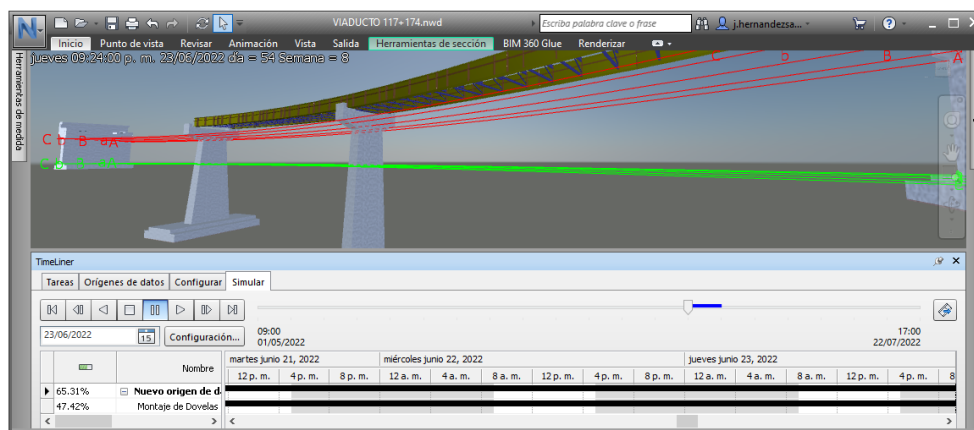 VIADUCTO 117+174.nwd
Escriba palabra clave o frase
j.hernandezsa...
Inicio Punto de vista Revisar Animación Vista Salida Herramientas de sección BIM 360 Glue Renderizar
jueves 09:24:00 p. m. 23/06/2022 día = 54 Semana = 8
Herramientas de medida
C b B A
C b B aA
C b aA
TimeLiner
Tareas Orígenes de datos Configurar Simular
23/06/2022 15 Configuración... 09:00 01/05/2022 17:00 22/07/2022
Nombre
martes junio 21, 2022 miércoles junio 22, 2022 jueves junio 23, 2022
12 p. m. 4 p. m. 8 p. m. 12 a. m. 4 a. m. 8 a. m. 12 p. m. 4 p. m. 8 p. m. 12 a. m. 4 a. m. 8 a. m. 12 p. m. 4 p. m. 8
65.31% Nuevo origen de d
47.42% Montaje de Dovelas